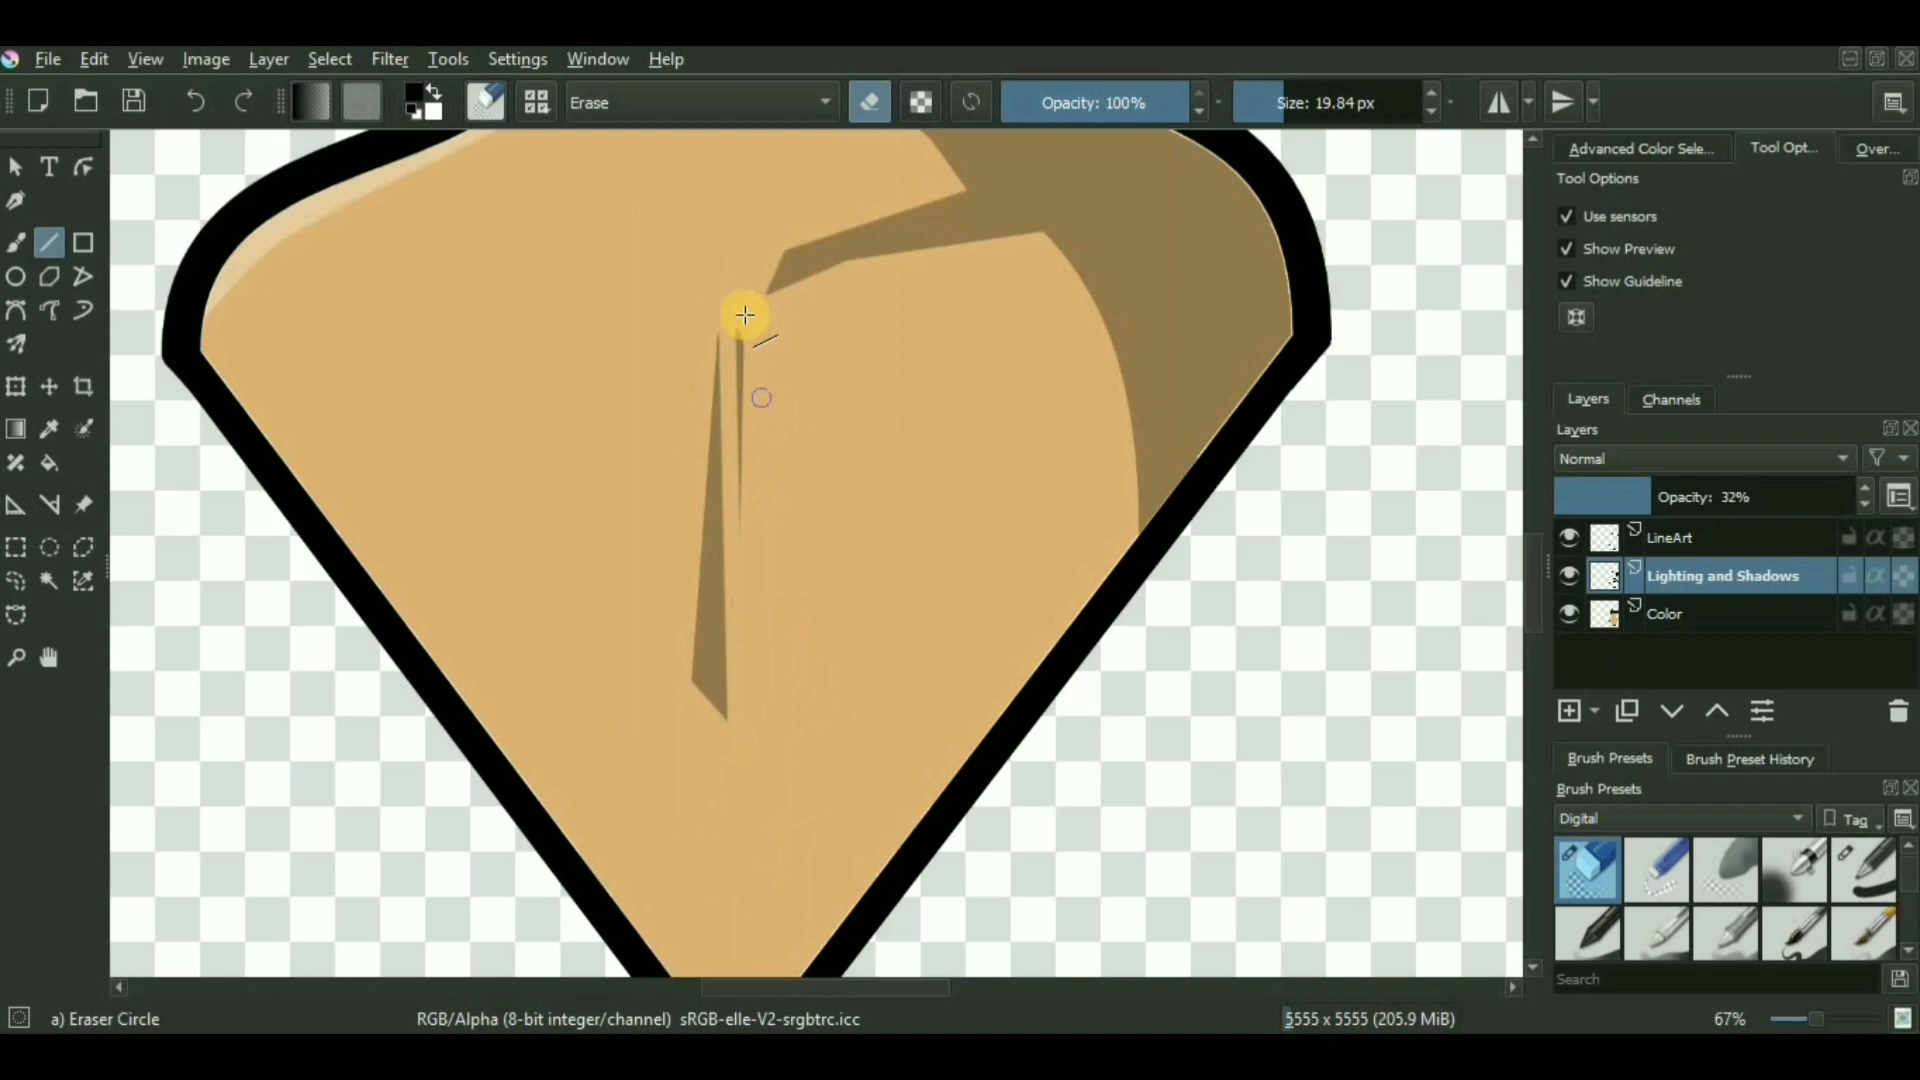 File Edit View Image Layer Select Filter Tools Settings Window Help
Erase
Opacity: 100%
Size: 19.84 px
Advanced Color Sele...
Tool Opt...
Over...
Tool Options
Use sensors
Show Preview
Show Guideline
Layers
Channels
Layers
Normal
Opacity: 32%
LineArt
Lighting and Shadows
Color
Brush Presets
Brush Preset History
Brush Presets
Digital
Tag
Search
a) Eraser Circle
RGB/Alpha (8-bit integer/channel) sRGB-elle-V2-srgbtrc.icc
5555 x 5555 (205.9 MiB)
67%